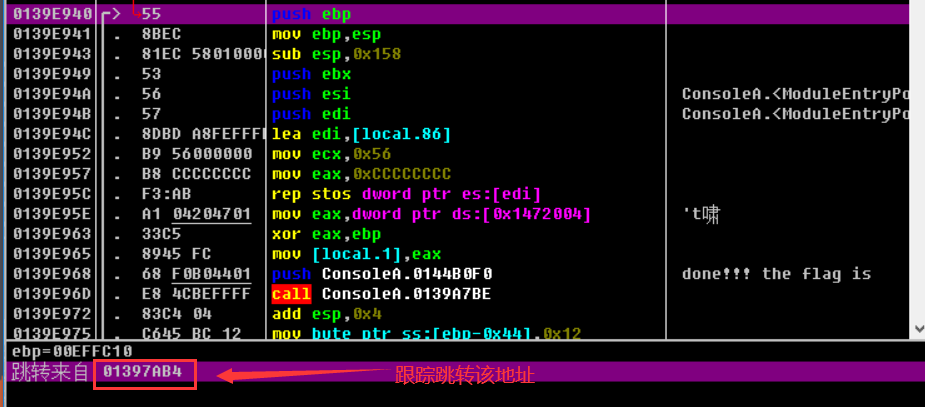 0139E940 > 55 push ebp
0139E941 . 8BEC mov ebp,esp
0139E943 . 81EC 5801000 sub esp,0x158
0139E949 . 53 push ebx
0139E94A . 56 push esi ConsoleA.<ModuleEntryPo
0139E94B . 57 push edi ConsoleA.<ModuleEntryPo
0139E94C . 8DBD A8FEFFF lea edi,[local.86]
0139E952 . B9 56000000 mov ecx,0x56
0139E957 . B8 CCCCCCCC mov eax,0xCCCCCCCC
0139E95C . F3:AB rep stos dword ptr es:[edi]
0139E95E . A1 04204701 mov eax,dword ptr ds:[0x1472004] 't啸
0139E963 . 33C5 xor eax,ebp
0139E965 . 8945 FC mov [local.1],eax
0139E968 . 68 F0B04401 push ConsoleA.0144B0F0 done!!! the flag is
0139E96D . E8 4CBEFFFF call ConsoleA.0139A7BE
0139E972 . 83C4 04 add esp,0x4
0139E975 . C645 BC 12 mov byte ptr ss:[ebp-0x44],0x12
ebp=00EFFC10
跳转来自 01397AB4 跟踪跳转该地址